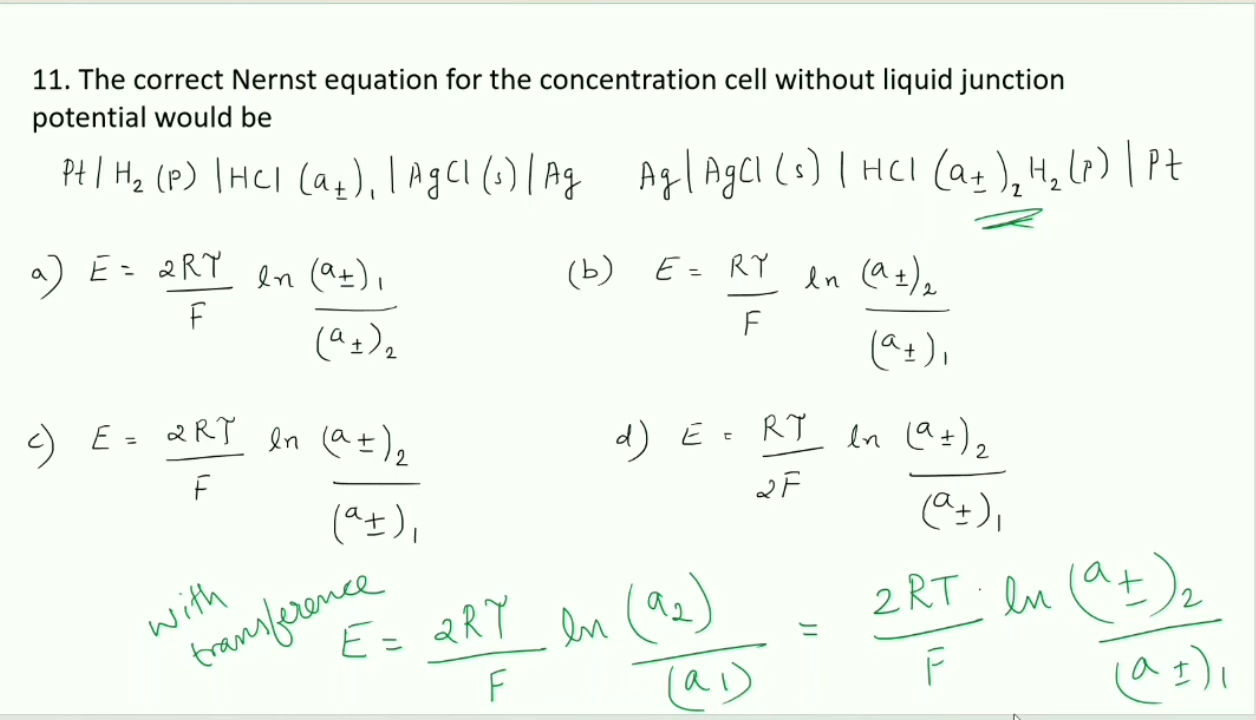 11. The correct Nernst equation for the concentration cell without liquid junction
potential would be
Pt | H₂ (P) | HCl (a±)₁ | AgCl (s) | Ag    Ag | AgCl (s) | HCl (a±)₂ H₂ (P) | Pt
a) E = 2RT/F ln (a±)₁/(a±)₂
(b) E = RT/F ln (a±)₂/(a±)₁
c) E = 2RT/F ln (a±)₂/(a±)₁
d) E = RT/2F ln (a±)₂/(a±)₁
with
transference
E = 2RT/F ln (a₂)/(a₁) = 2RT/F . ln (a±)₂/(a±)₁